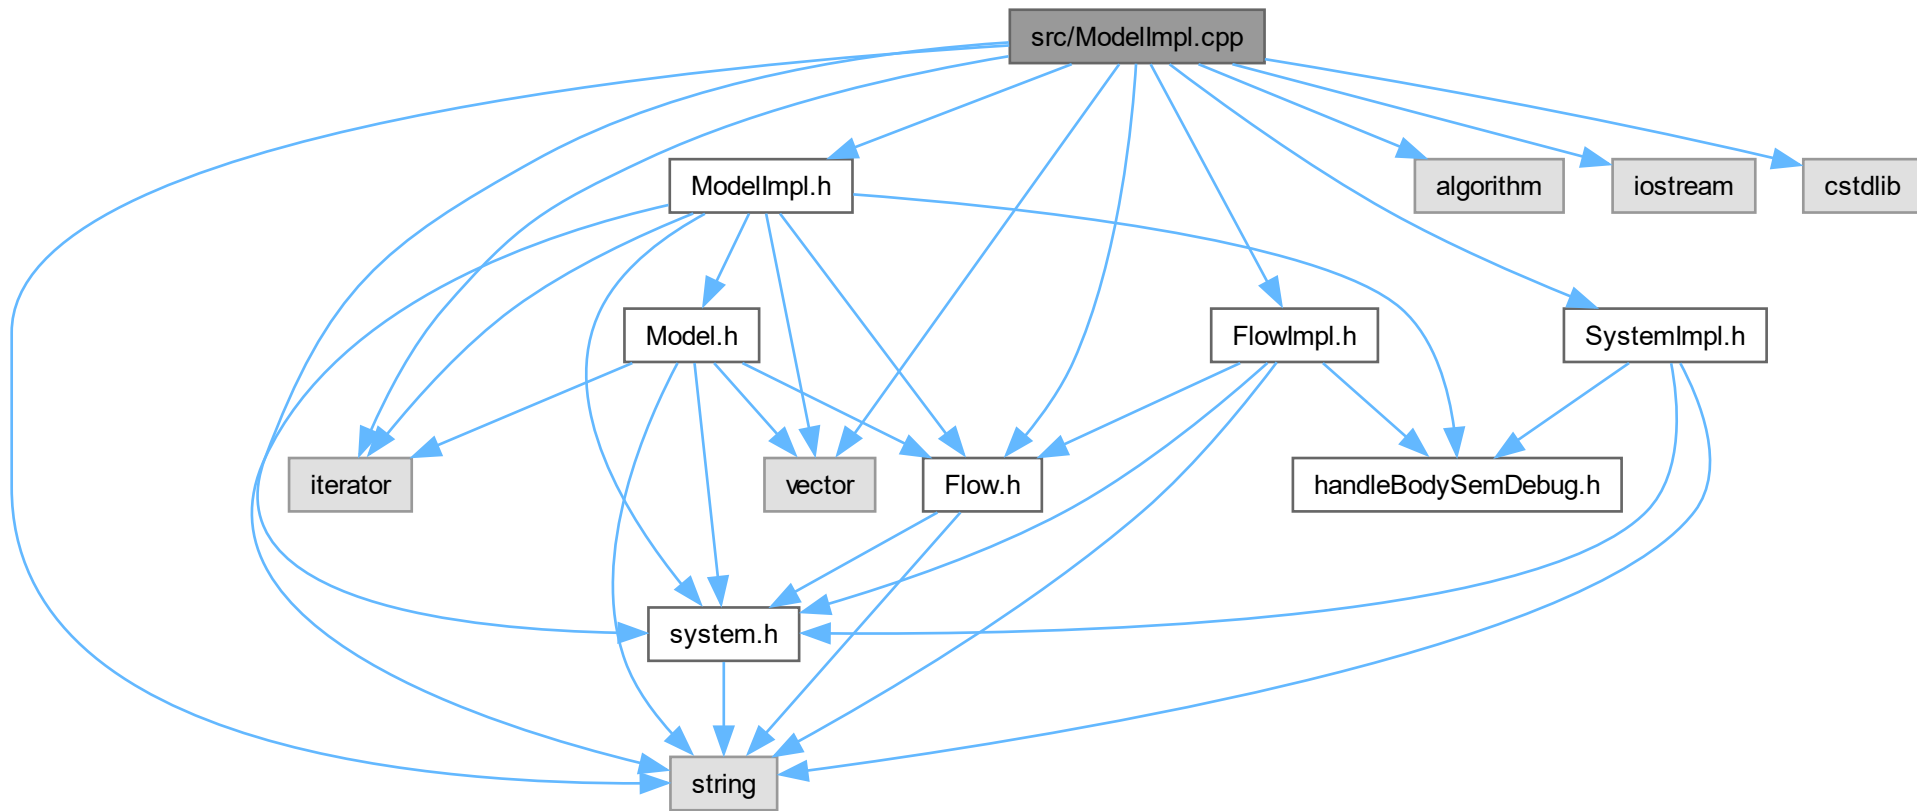 src/ModelImpl.cpp
ModelImpl.h
algorithm
iostream
cstdlib
Model.h
FlowImpl.h
SystemImpl.h
iterator
vector
Flow.h
handleBodySemDebug.h
system.h
string